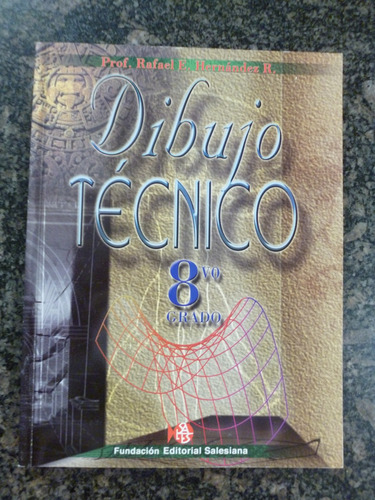 Prof. Rafael E. Hernández R.
Dibujo
TÉCNICO
8VO
GRADO
Fundación Editorial Salesiana